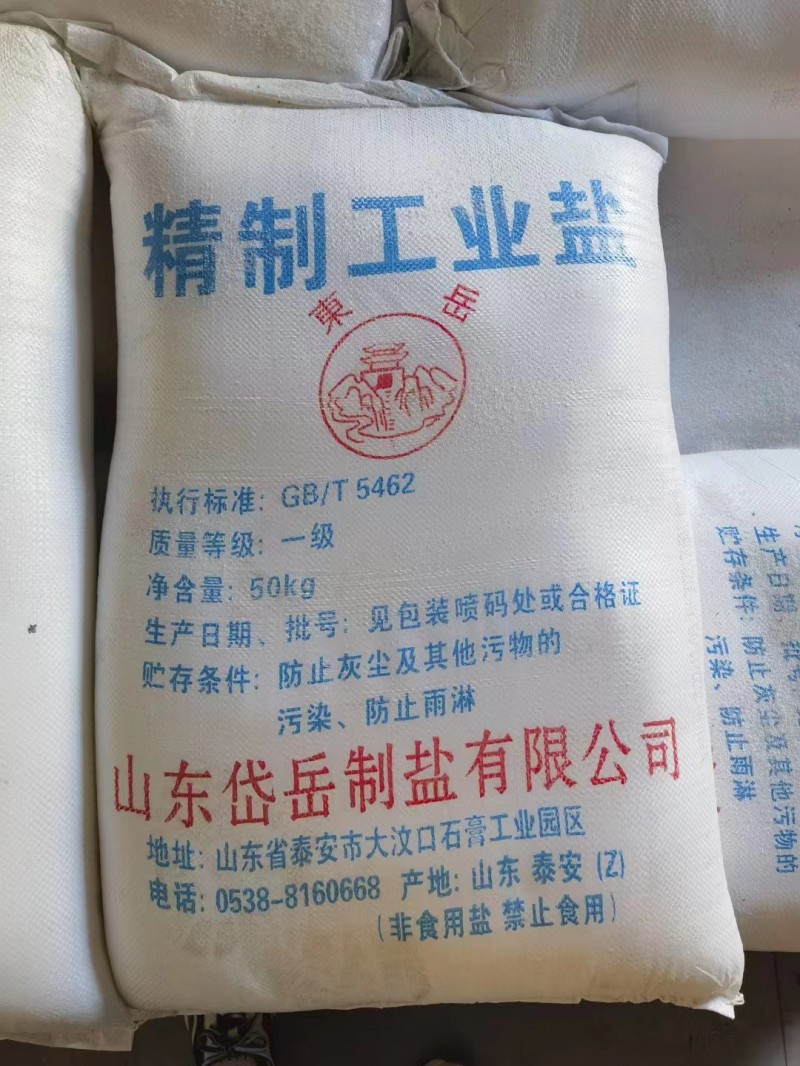 精制工业盐
東岳
执行标准：GB/T 5462
质量等级：一级
净含量：50kg
生产日期、批号：见包装喷码处或合格证
贮存条件：防止灰尘及其他污物的
污染、防止雨淋
山东岱岳制盐有限公司
地址：山东省泰安市大汶口石膏工业园区
电话：0538-8160668 产地：山东 泰安（Z）
（非食用盐 禁止食用）
生产日期、批号：
贮存条件：防止灰尘及其他污物的
污染、防止雨淋